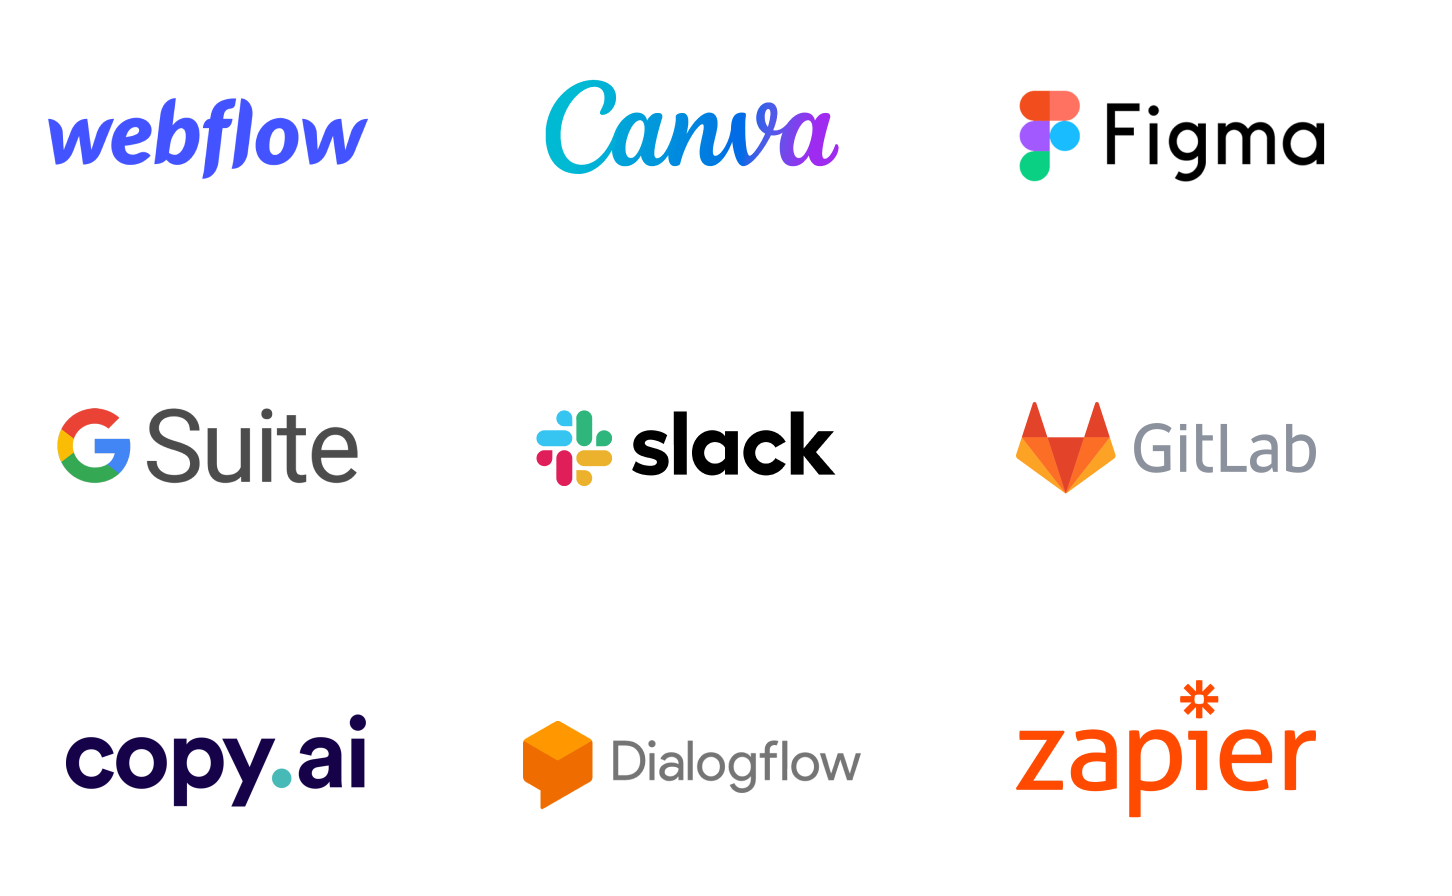 webflow
Canva
Figma
G Suite
slack
GitLab
copy.ai
Dialogflow
zapier